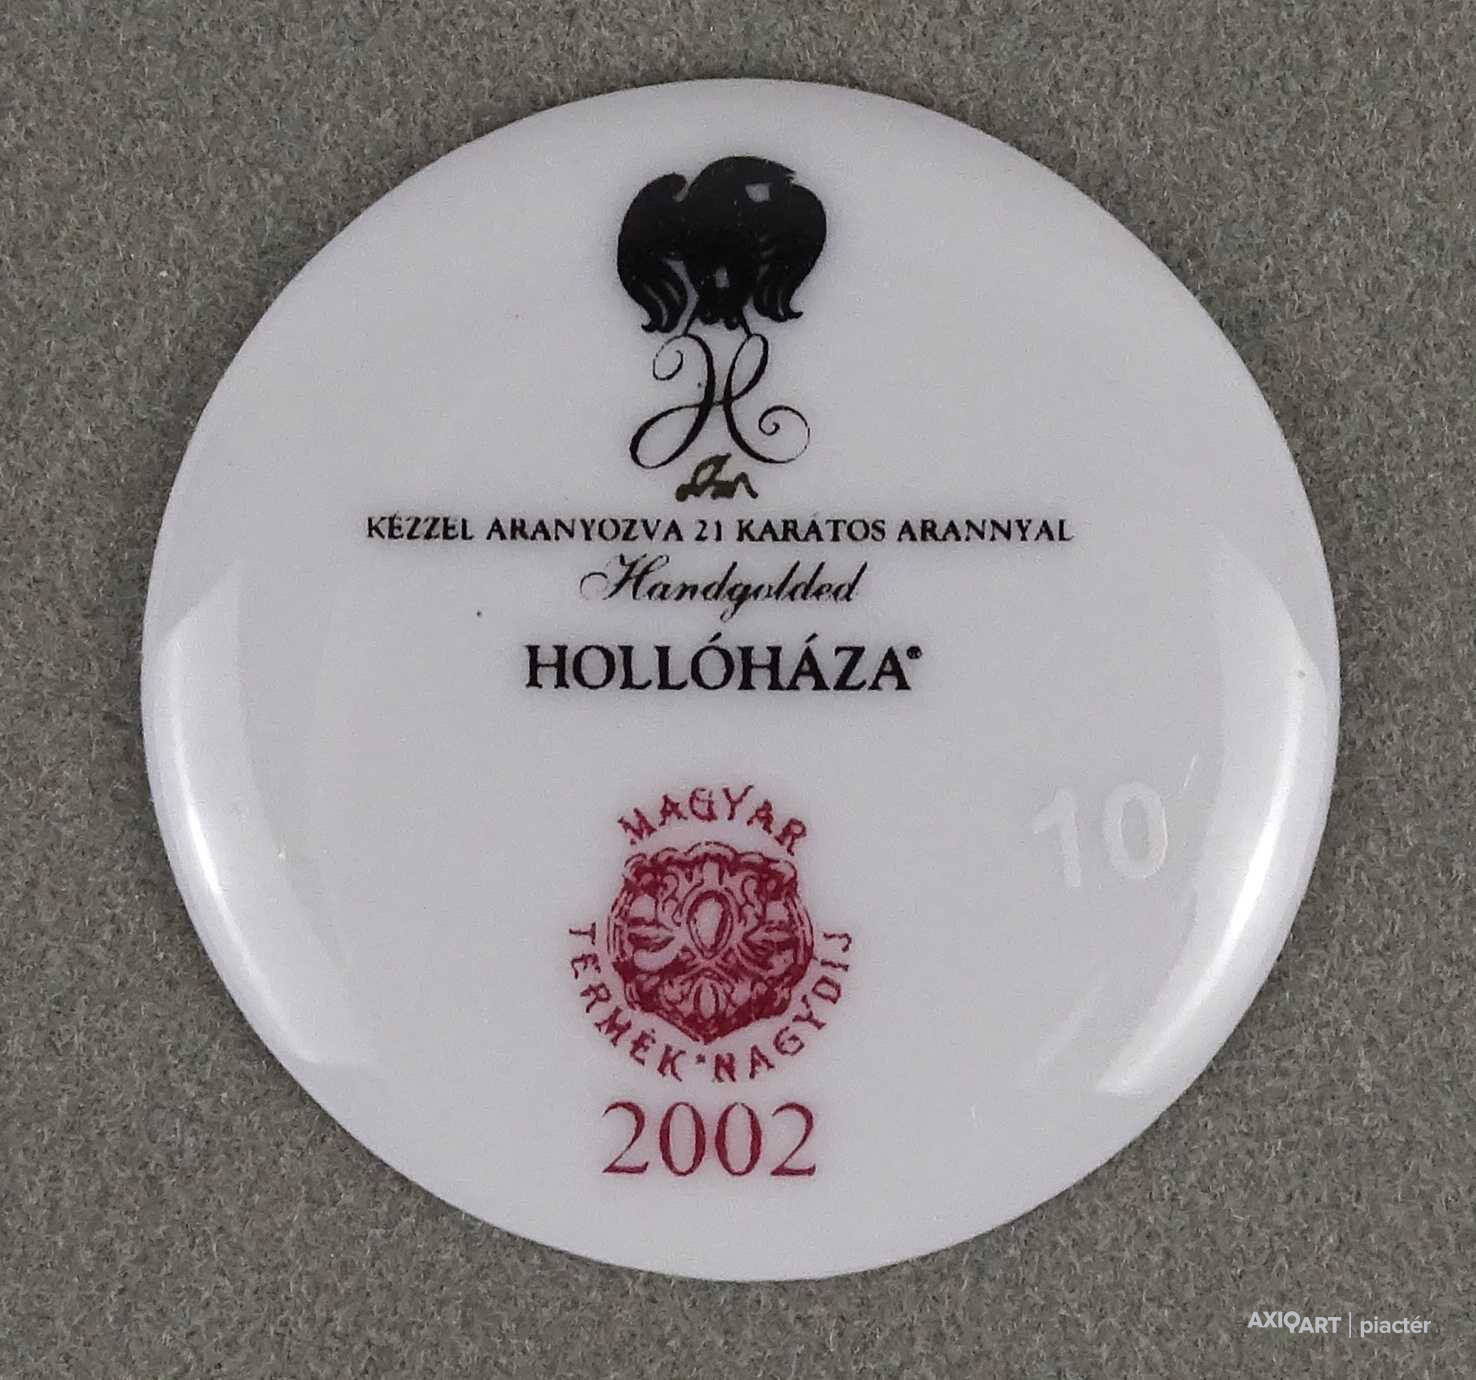 H
KÉZZEL ARANYOZVA 21 KARÁTOS ARANNYAL
Handgolded
HOLLÓHÁZA®
10
MAGYAR
TERMÉK * NAGYDÍJ
2002
AXIOART | piactér